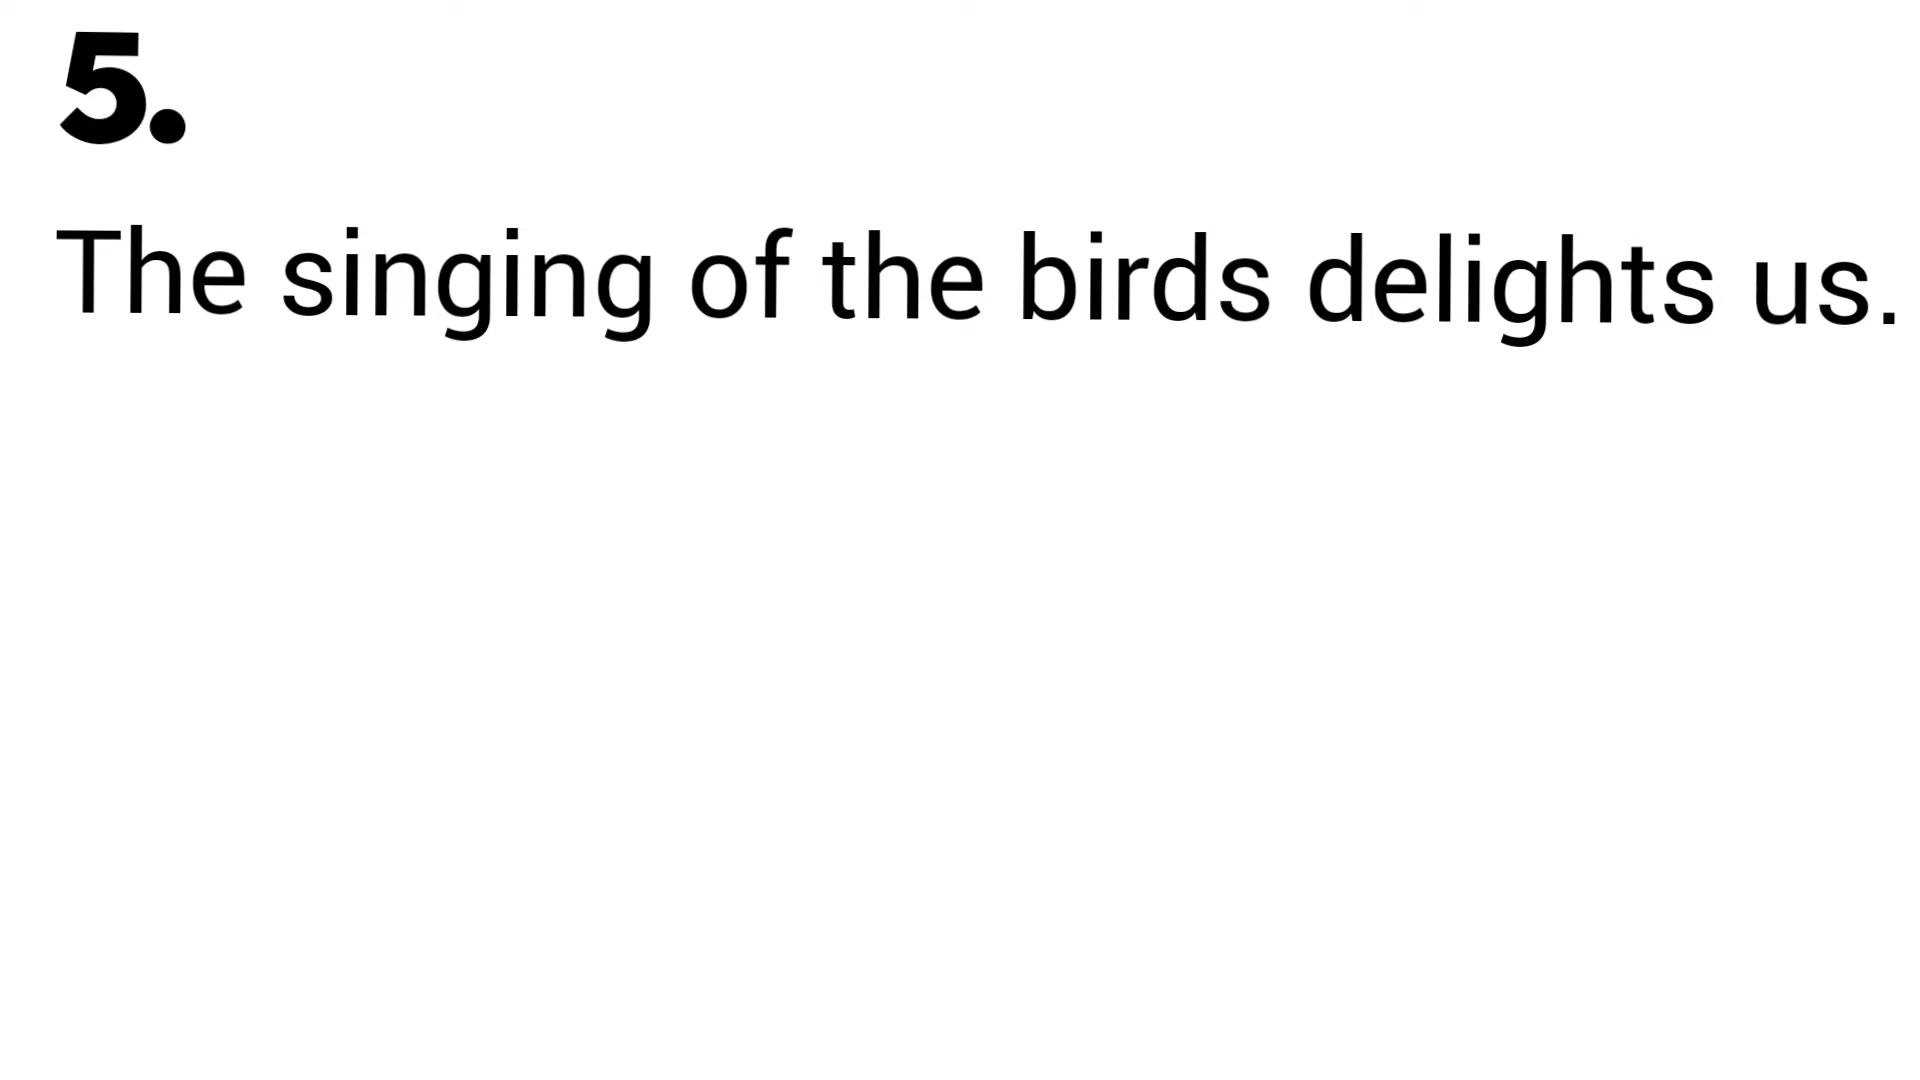 5.
The singing of the birds delights us.